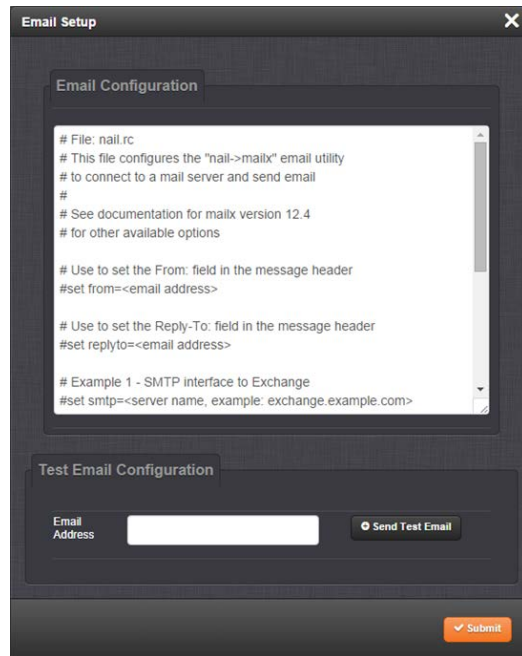 Email Setup
Email Configuration
# File: nail.rc
# This file configures the "nail->mailx" email utility
# to connect to a mail server and send email
#
# See documentation for mailx version 12.4
# for other available options
# Use to set the From: field in the message header
#set from=<email address>
# Use to set the Reply-To: field in the message header
#set replyto=<email address>
# Example 1 - SMTP interface to Exchange
#set smtp=<server name, example: exchange.example.com>
Test Email Configuration
Email
Address
Send Test Email
Submit